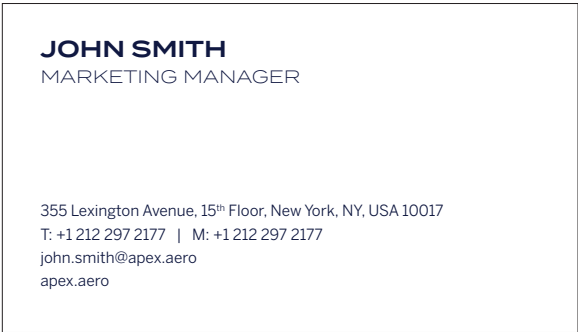 JOHN SMITH
MARKETING MANAGER
355 Lexington Avenue, 15th Floor, New York, NY, USA 10017
T: +1 212 297 2177 | M: +1 212 297 2177
john.smith@apex.aero
apex.aero